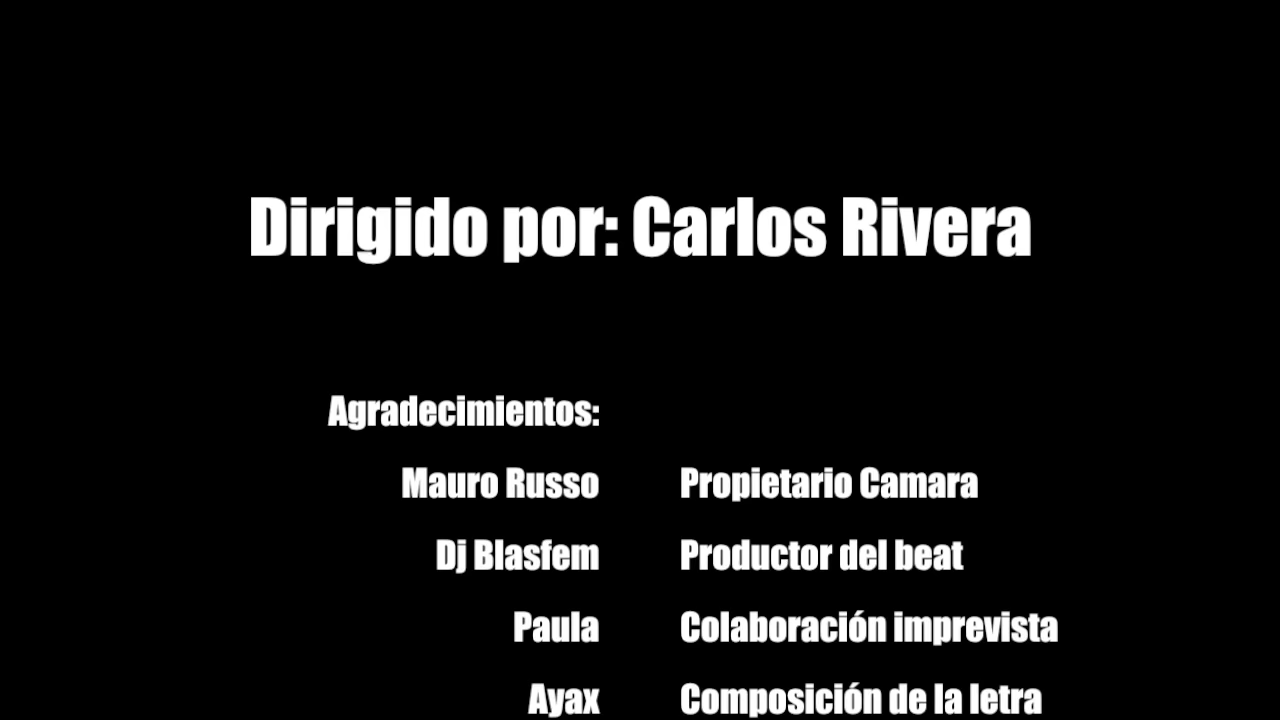 Dirigido por: Carlos Rivera
Agradecimientos:
Mauro Russo Propietario Camara
Dj Blasfem Productor del beat
Paula Colaboración imprevista
Ayax Composición de la letra